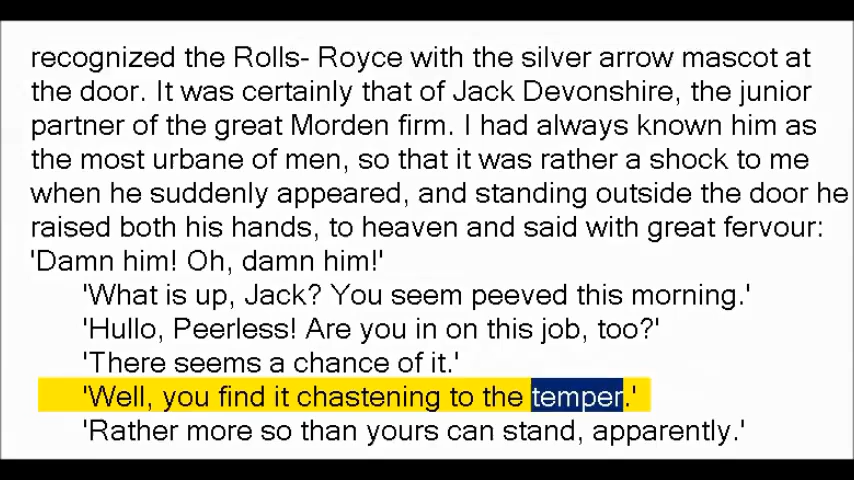 recognized the Rolls- Royce with the silver arrow mascot at
the door. It was certainly that of Jack Devonshire, the junior
partner of the great Morden firm. I had always known him as
the most urbane of men, so that it was rather a shock to me
when he suddenly appeared, and standing outside the door he
raised both his hands, to heaven and said with great fervour:
'Damn him! Oh, damn him!'
'What is up, Jack? You seem peeved this morning.'
'Hullo, Peerless! Are you in on this job, too?'
'There seems a chance of it.'
'Well, you find it chastening to the temper.'
'Rather more so than yours can stand, apparently.'